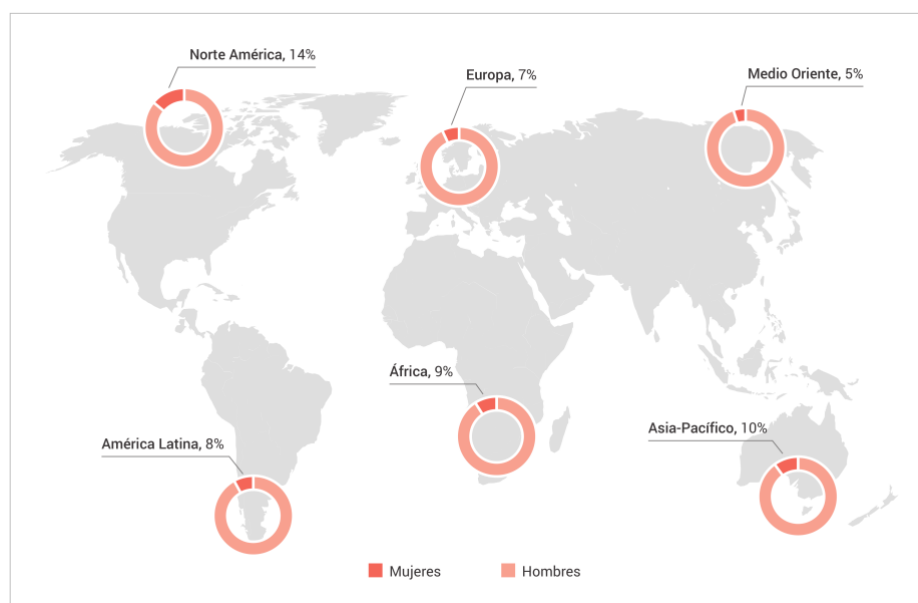 Norte América, 14%
Europa, 7%
Medio Oriente, 5%
África, 9%
América Latina, 8%
Asia-Pacífico, 10%
Mujeres
Hombres